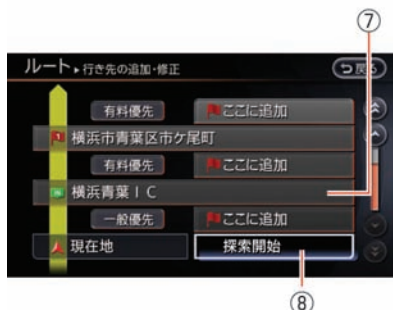 ⑦
ルート▸行き先の追加・修正
戻る
有料優先 ここに追加
1 横浜市青葉区市ケ尾町
有料優先 ここに追加
横浜青葉IC
一般優先 ここに追加
現在地 探索開始
⑧